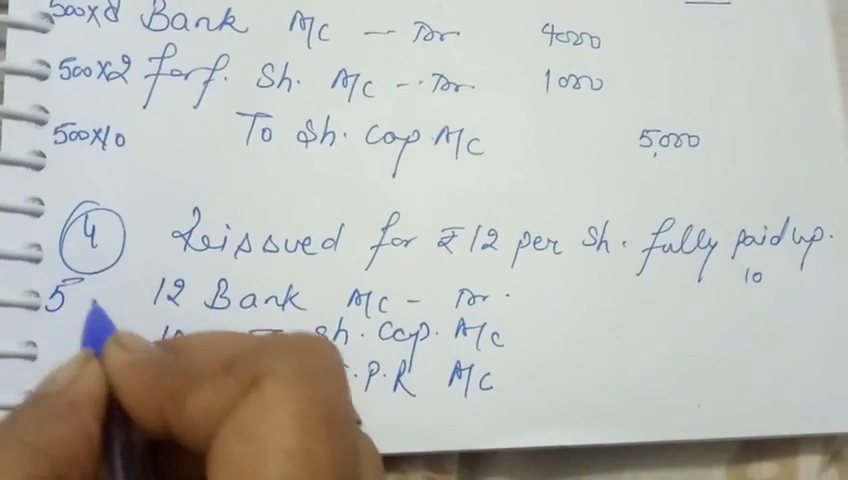 500x8 Bank A/C — Dr 4000
500x2 forf. Sh. A/C -- Dr. 1000
500x10 To Sh. Cap. A/C 5,000
4 Reissued for ₹12 per Sh. fully paid up.
10
5 12 Bank A/C - Dr.
Sh. Cap. A/C
.P.R A/C